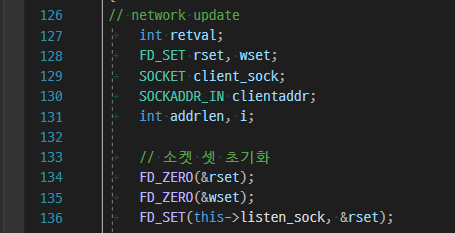 126 // network update
127 int retval;
128 FD_SET rset, wset;
129 SOCKET client_sock;
130 SOCKADDR_IN clientaddr;
131 int addrlen, i;
132
133 // 소켓 셋 초기화
134 FD_ZERO(&rset);
135 FD_ZERO(&wset);
136 FD_SET(this->listen_sock, &rset);